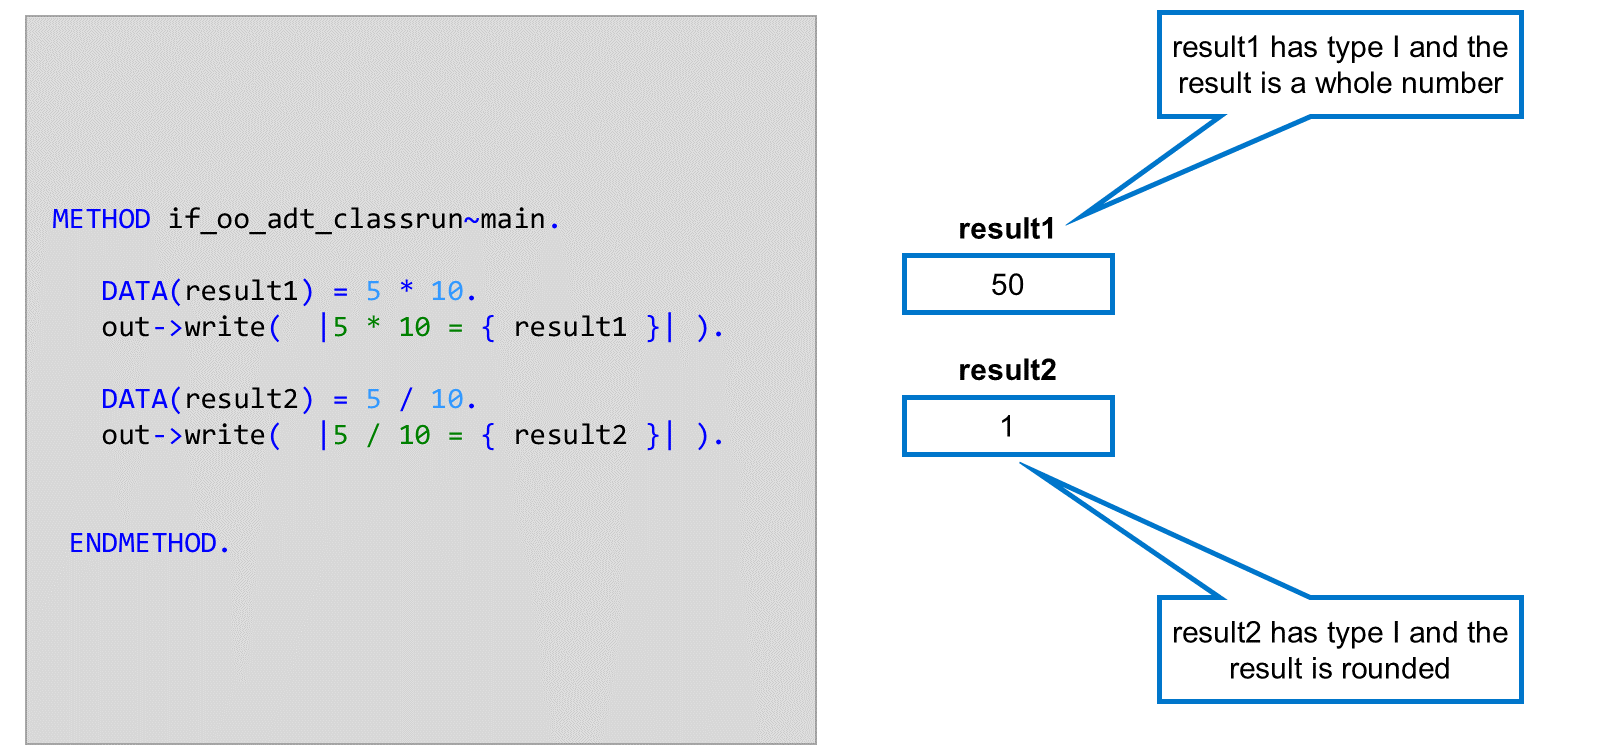 METHOD if_oo_adt_classrun~main.
DATA(result1) = 5 * 10.
out->write(  |5 * 10 = { result1 }| ).
DATA(result2) = 5 / 10.
out->write(  |5 / 10 = { result2 }| ).
ENDMETHOD.
result1 has type I and the
result is a whole number
result1
50
result2
1
result2 has type I and the
result is rounded